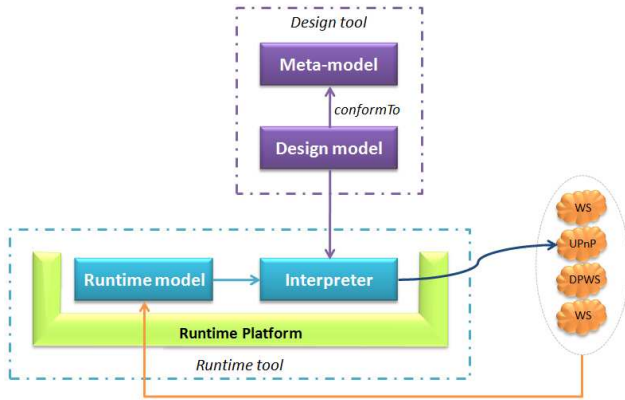 Design tool
Meta-model
conformTo
Design model
WS
UPnP
DPWS
WS
Runtime model
Interpreter
Runtime Platform
Runtime tool